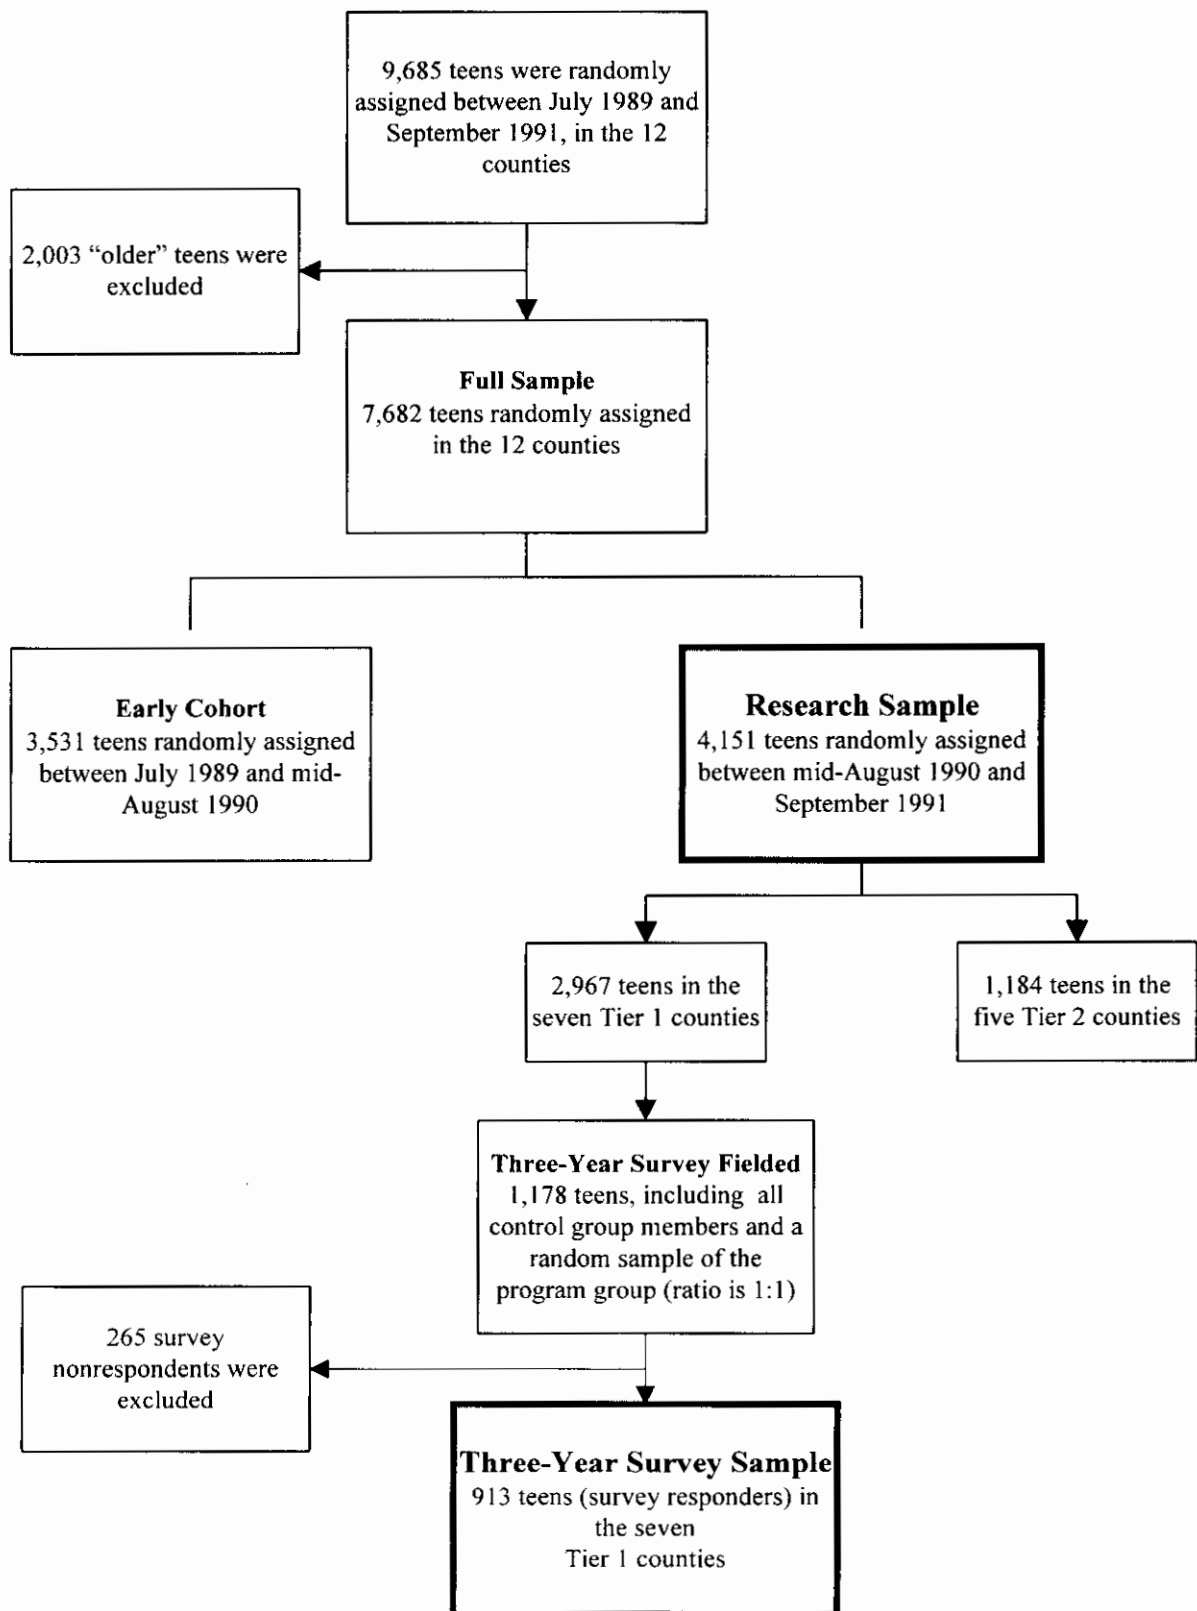 9,685 teens were randomly
assigned between July 1989 and
September 1991, in the 12
counties
2,003 “older” teens were
excluded
Full Sample
7,682 teens randomly assigned
in the 12 counties
Early Cohort
3,531 teens randomly assigned
between July 1989 and mid-
August 1990
Research Sample
4,151 teens randomly assigned
between mid-August 1990 and
September 1991
2,967 teens in the
seven Tier 1 counties
1,184 teens in the
five Tier 2 counties
Three-Year Survey Fielded
1,178 teens, including all
control group members and a
random sample of the
program group (ratio is 1:1)
265 survey
nonrespondents were
excluded
Three-Year Survey Sample
913 teens (survey responders) in
the seven
Tier 1 counties